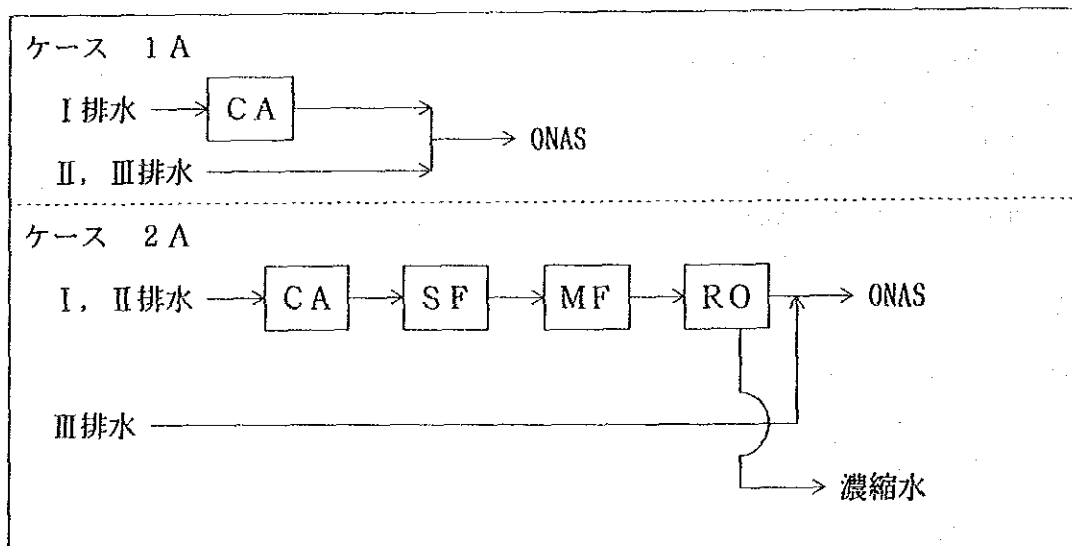 ケース 1A
Ⅰ排水
CA
ONAS
Ⅱ,Ⅲ排水
ケース 2A
Ⅰ,Ⅱ排水
CA
SF
MF
RO
ONAS
Ⅲ排水
濃縮水